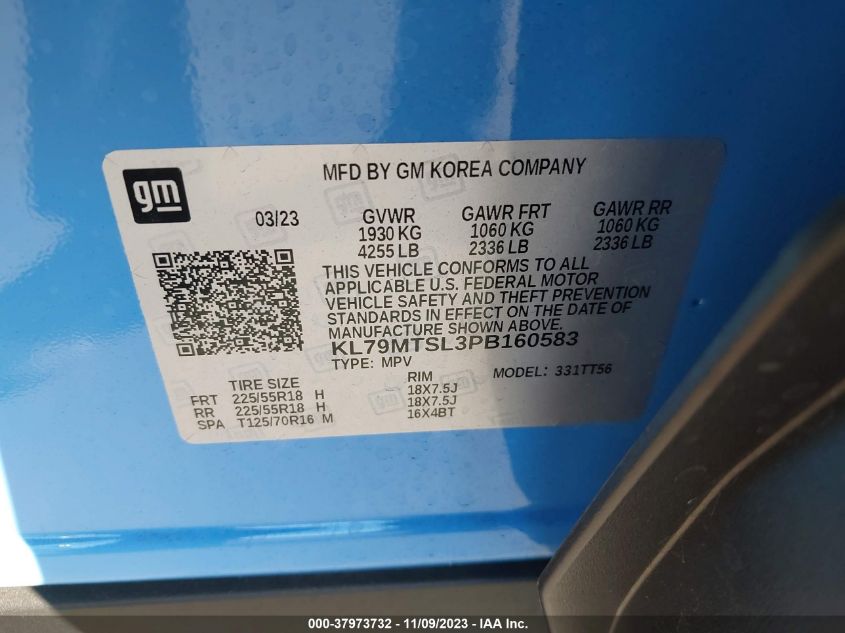 gm
MFD BY GM KOREA COMPANY
03/23 GVWR GAWR FRT GAWR RR
1930 KG 1060 KG 1060 KG
4255 LB 2336 LB 2336 LB
THIS VEHICLE CONFORMS TO ALL
APPLICABLE U.S. FEDERAL MOTOR
VEHICLE SAFETY AND THEFT PREVENTION
STANDARDS IN EFFECT ON THE DATE OF
MANUFACTURE SHOWN ABOVE.
KL79MTSL3PB160583
TYPE: MPV MODEL: 331TT56
TIRE SIZE RIM
FRT 225/55R18 H 18X7.5J
RR 225/55R18 H 18X7.5J
SPA T125/70R16 M 16X4BT
000-37973732 - 11/09/2023 - IAA Inc.